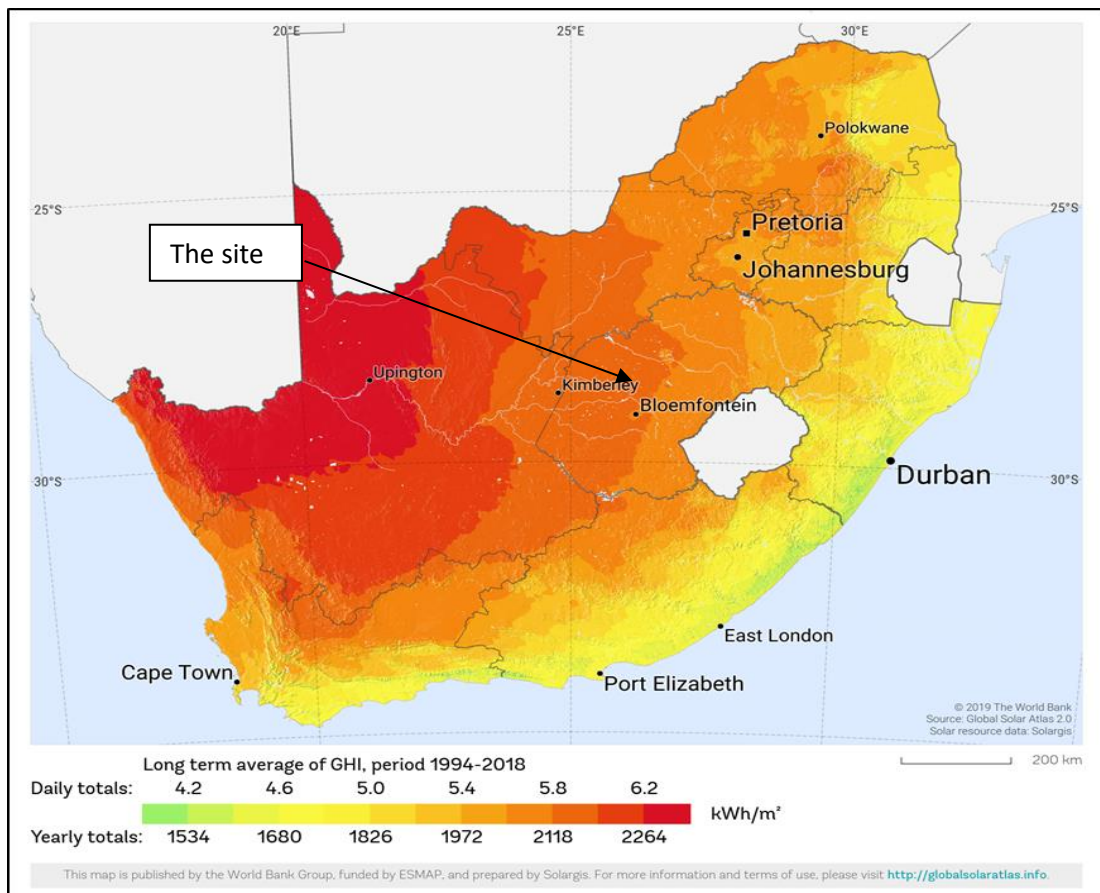 20°E 25°E 30°E
Polokwane
25°S 25°S
Pretoria
The site
Johannesburg
Upington
Kimberley
Bloemfontein
Durban
30°S 30°S
East London
Cape Town
Port Elizabeth
© 2019 The World Bank
Source: Global Solar Atlas 2.0
Solar resource data: Solargis
200 km
Long term average of GHI, period 1994-2018
Daily totals: 4.2 4.6 5.0 5.4 5.8 6.2
kWh/m²
Yearly totals: 1534 1680 1826 1972 2118 2264
This map is published by the World Bank Group, funded by ESMAP, and prepared by Solargis. For more information and terms of use, please visit http://globalsolaratlas.info.